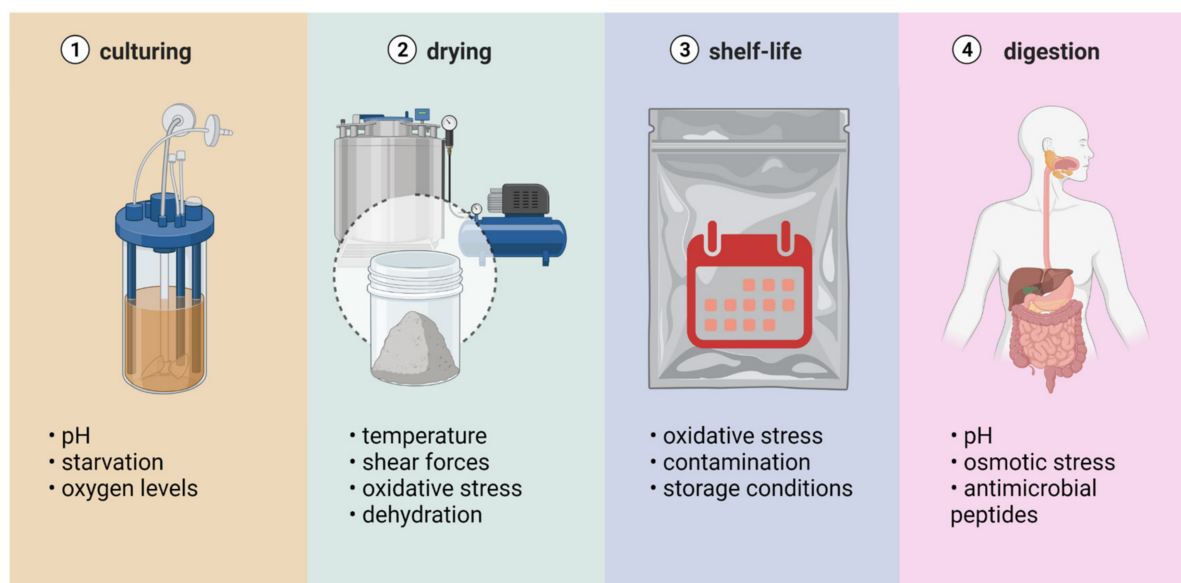 1 culturing
• pH
• starvation
• oxygen levels
2 drying
• temperature
• shear forces
• oxidative stress
• dehydration
3 shelf-life
• oxidative stress
• contamination
• storage conditions
4 digestion
• pH
• osmotic stress
• antimicrobial
peptides